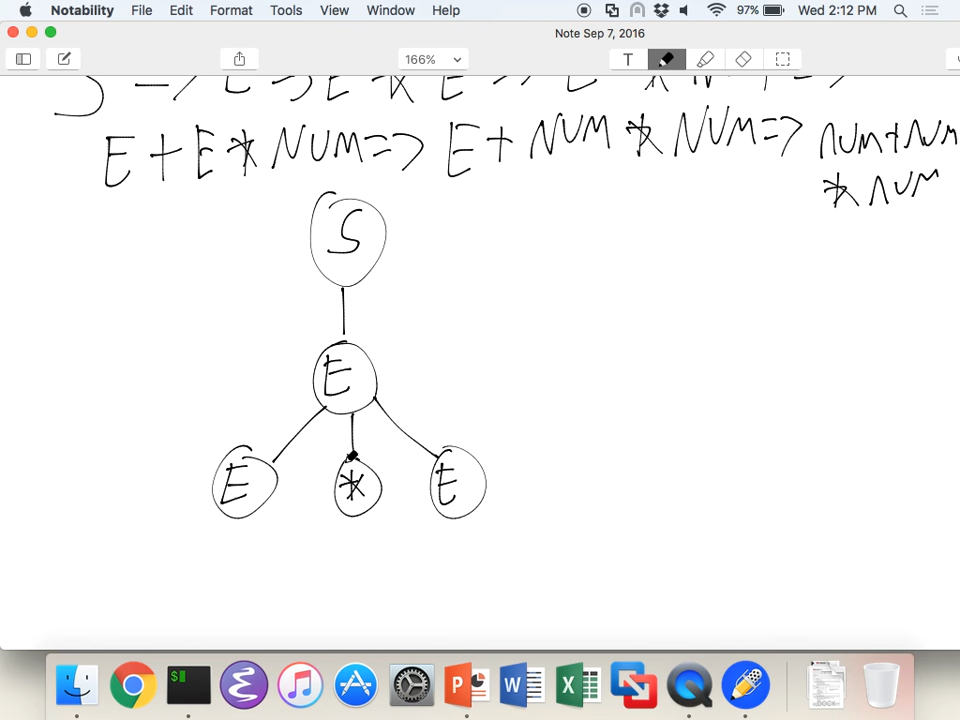 Notability File Edit Format Tools View Window Help 97% Wed 2:12 PM
Note Sep 7, 2016
166% T
S => E => E * E =>
E + E * NUM => E + NUM * NUM => NUM + NUM
* NUM
S
E
E * E
$
P W X